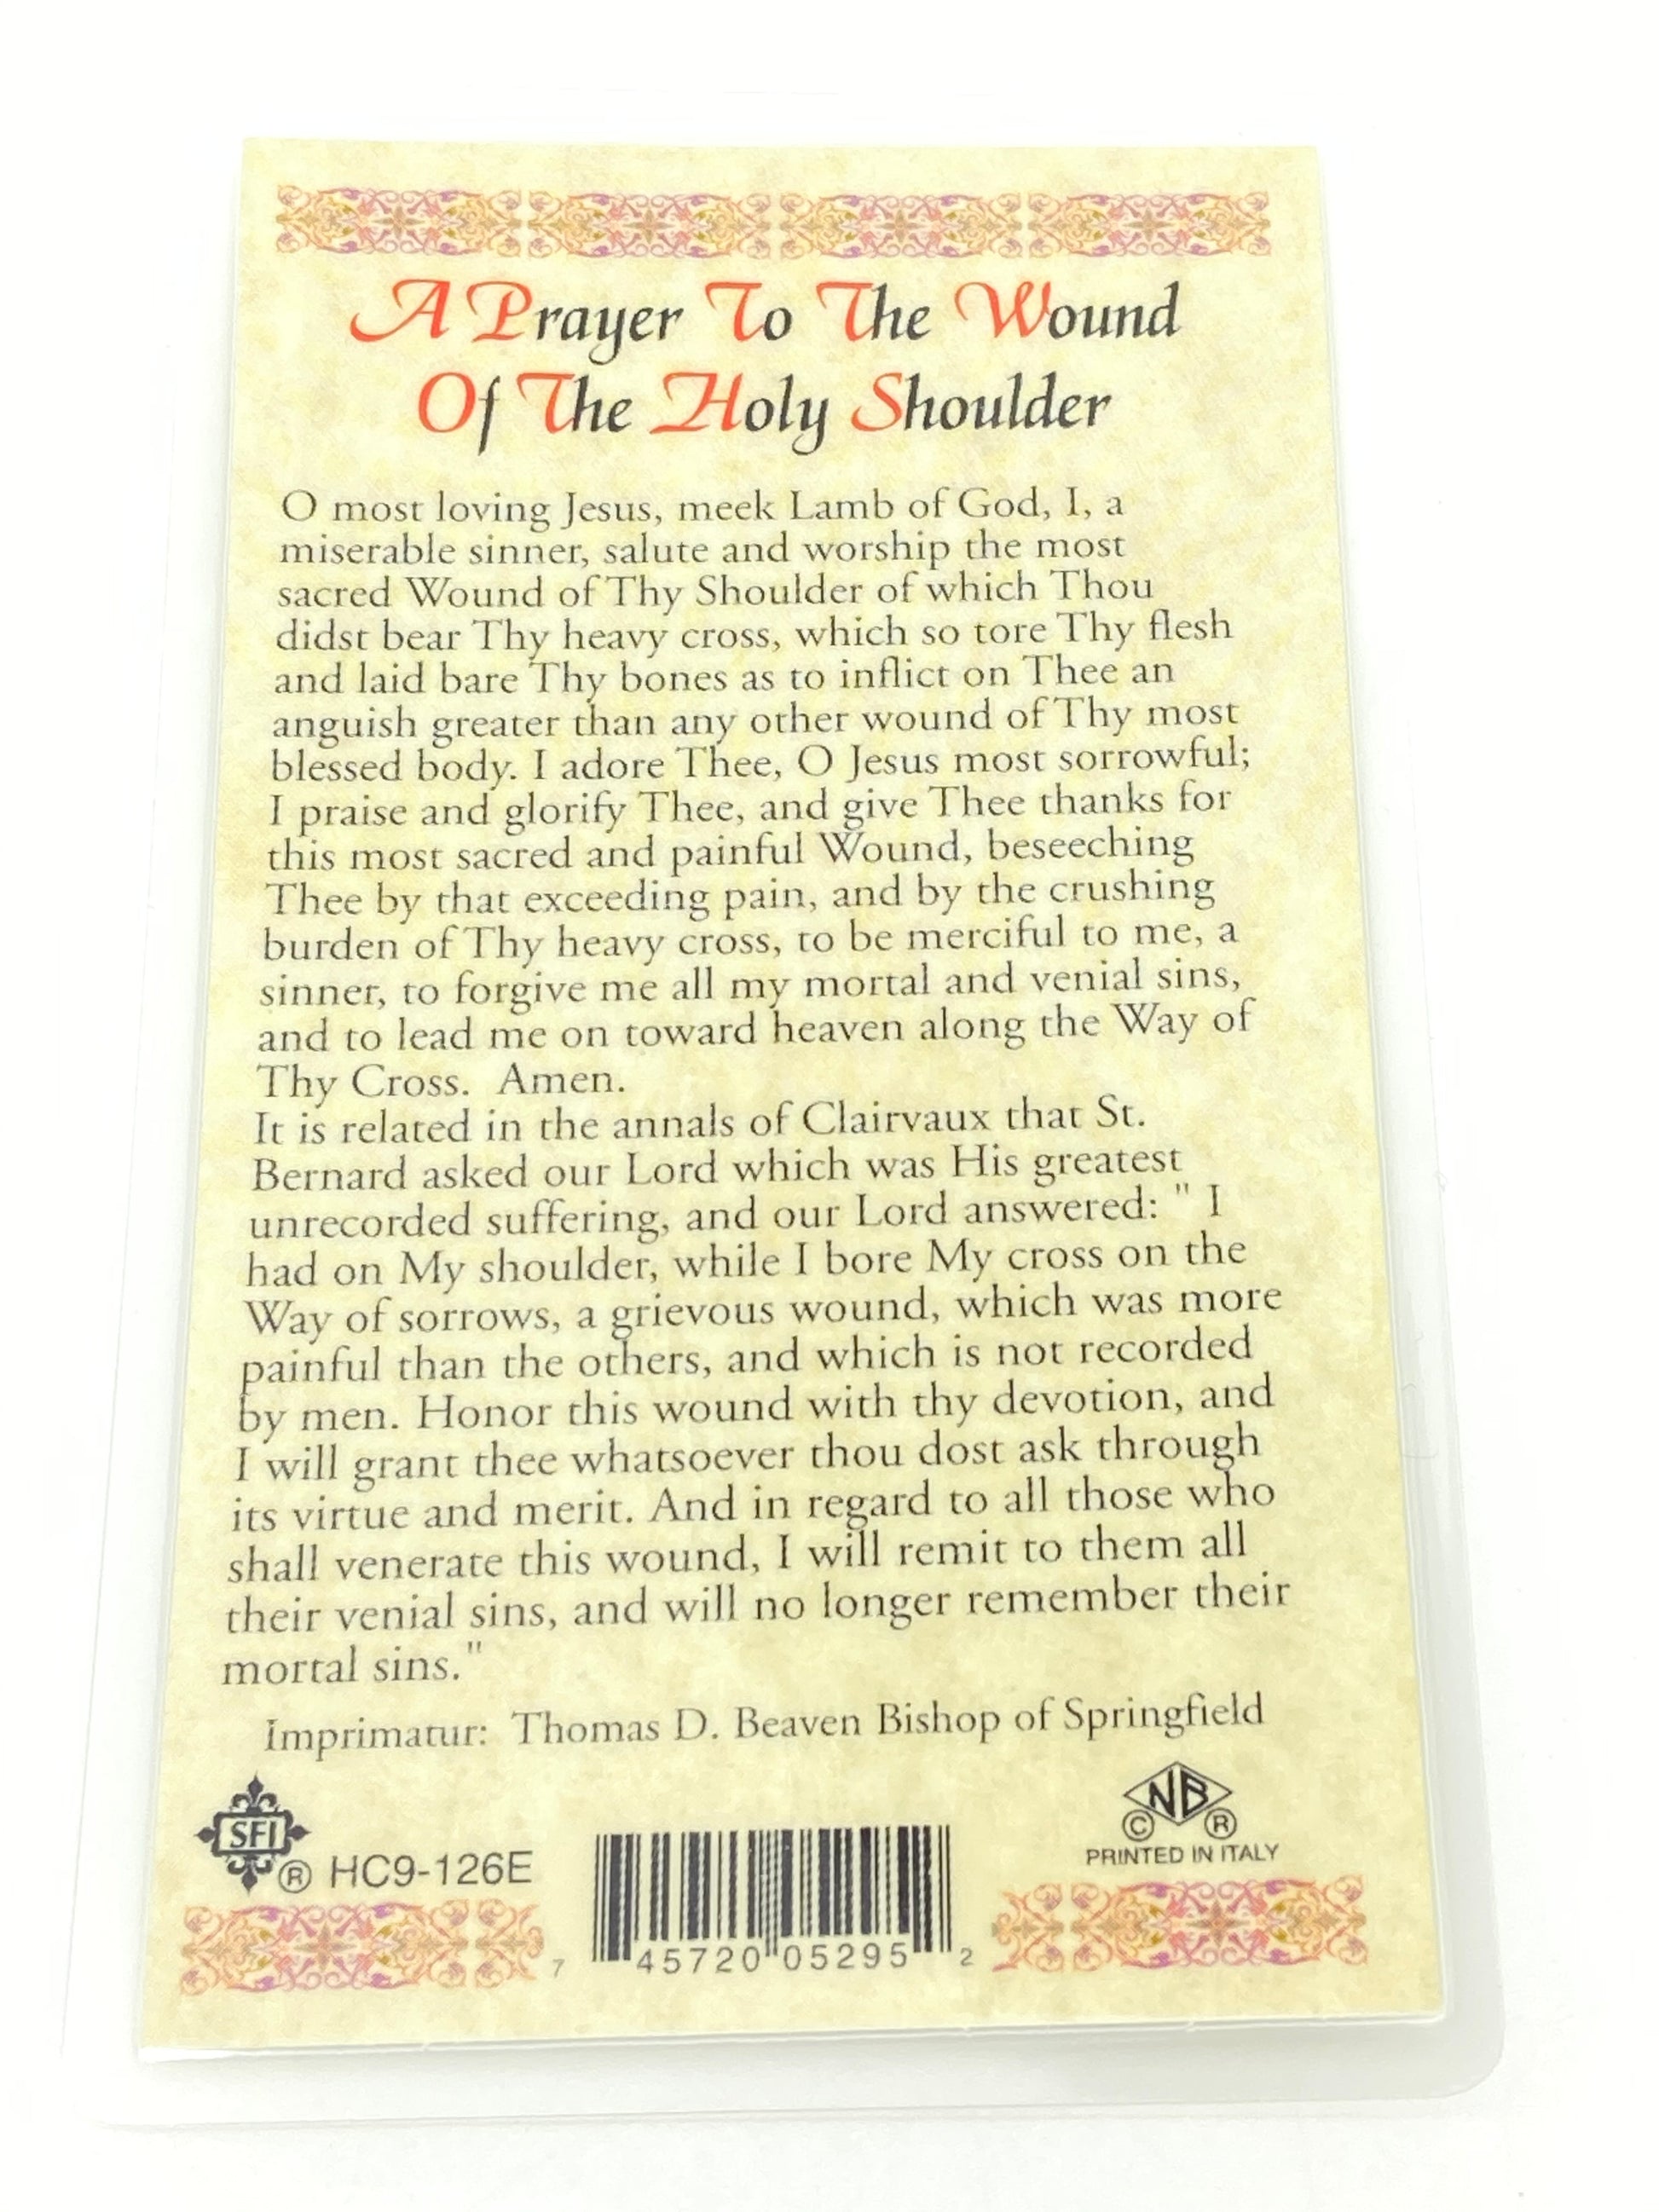 A Prayer To The Wound
Of The Holy Shoulder
O most loving Jesus, meek Lamb of God, I, a
miserable sinner, salute and worship the most
sacred Wound of Thy Shoulder of which Thou
didst bear Thy heavy cross, which so tore Thy flesh
and laid bare Thy bones as to inflict on Thee an
anguish greater than any other wound of Thy most
blessed body. I adore Thee, O Jesus most sorrowful;
I praise and glorify Thee, and give Thee thanks for
this most sacred and painful Wound, beseeching
Thee by that exceeding pain, and by the crushing
burden of Thy heavy cross, to be merciful to me, a
sinner, to forgive me all my mortal and venial sins,
and to lead me on toward heaven along the Way of
Thy Cross. Amen.
It is related in the annals of Clairvaux that St.
Bernard asked our Lord which was His greatest
unrecorded suffering, and our Lord answered: " I
had on My shoulder, while I bore My cross on the
Way of sorrows, a grievous wound, which was more
painful than the others, and which is not recorded
by men. Honor this wound with thy devotion, and
I will grant thee whatsoever thou dost ask through
its virtue and merit. And in regard to all those who
shall venerate this wound, I will remit to them all
their venial sins, and will no longer remember their
mortal sins."
Imprimatur: Thomas D. Beaven Bishop of Springfield
SFI ® HC9-126E
NB
© ®
PRINTED IN ITALY
7 45720 05295 2